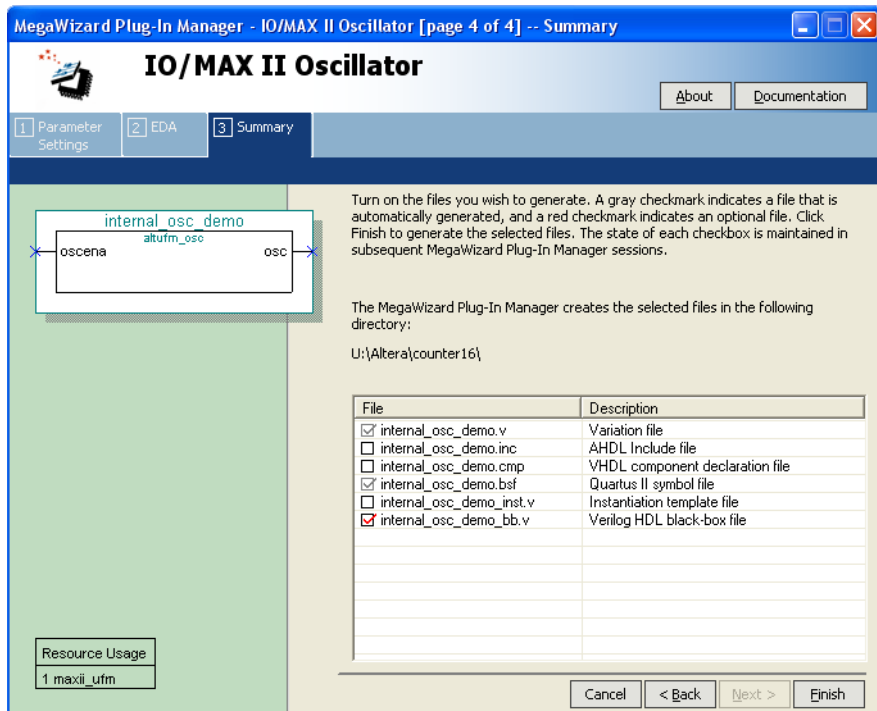 MegaWizard Plug-In Manager - IO/MAX II Oscillator [page 4 of 4] -- Summary
IO/MAX II Oscillator
About
Documentation
1 Parameter Settings
2 EDA
3 Summary
internal_osc_demo
altufm_osc
oscena
osc
Turn on the files you wish to generate. A gray checkmark indicates a file that is
automatically generated, and a red checkmark indicates an optional file. Click
Finish to generate the selected files. The state of each checkbox is maintained in
subsequent MegaWizard Plug-In Manager sessions.
The MegaWizard Plug-In Manager creates the selected files in the following
directory:
U:\Altera\counter16\
File Description
internal_osc_demo.v Variation file
internal_osc_demo.inc AHDL Include file
internal_osc_demo.cmp VHDL component declaration file
internal_osc_demo.bsf Quartus II symbol file
internal_osc_demo_inst.v Instantiation template file
internal_osc_demo_bb.v Verilog HDL black-box file
Resource Usage
1 maxii_ufm
Cancel
< Back
Next >
Finish